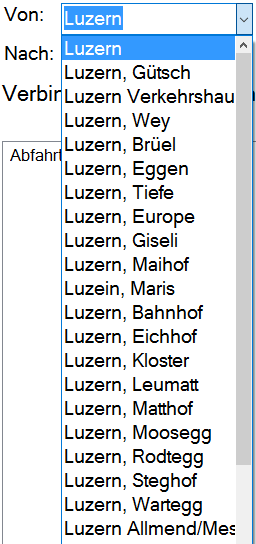 Von: Luzern
Nach: Luzern
Luzern, Gütsch
Luzern Verkehrshau
Verbin
Luzern, Wey
Luzern, Brüel
Abfahrt
Luzern, Eggen
Luzern, Tiefe
Luzern, Europe
Luzern, Giseli
Luzern, Maihof
Luzein, Maris
Luzern, Bahnhof
Luzern, Eichhof
Luzern, Kloster
Luzern, Leumatt
Luzern, Matthof
Luzern, Moosegg
Luzern, Rodtegg
Luzern, Steghof
Luzern, Wartegg
Luzern Allmend/Mes